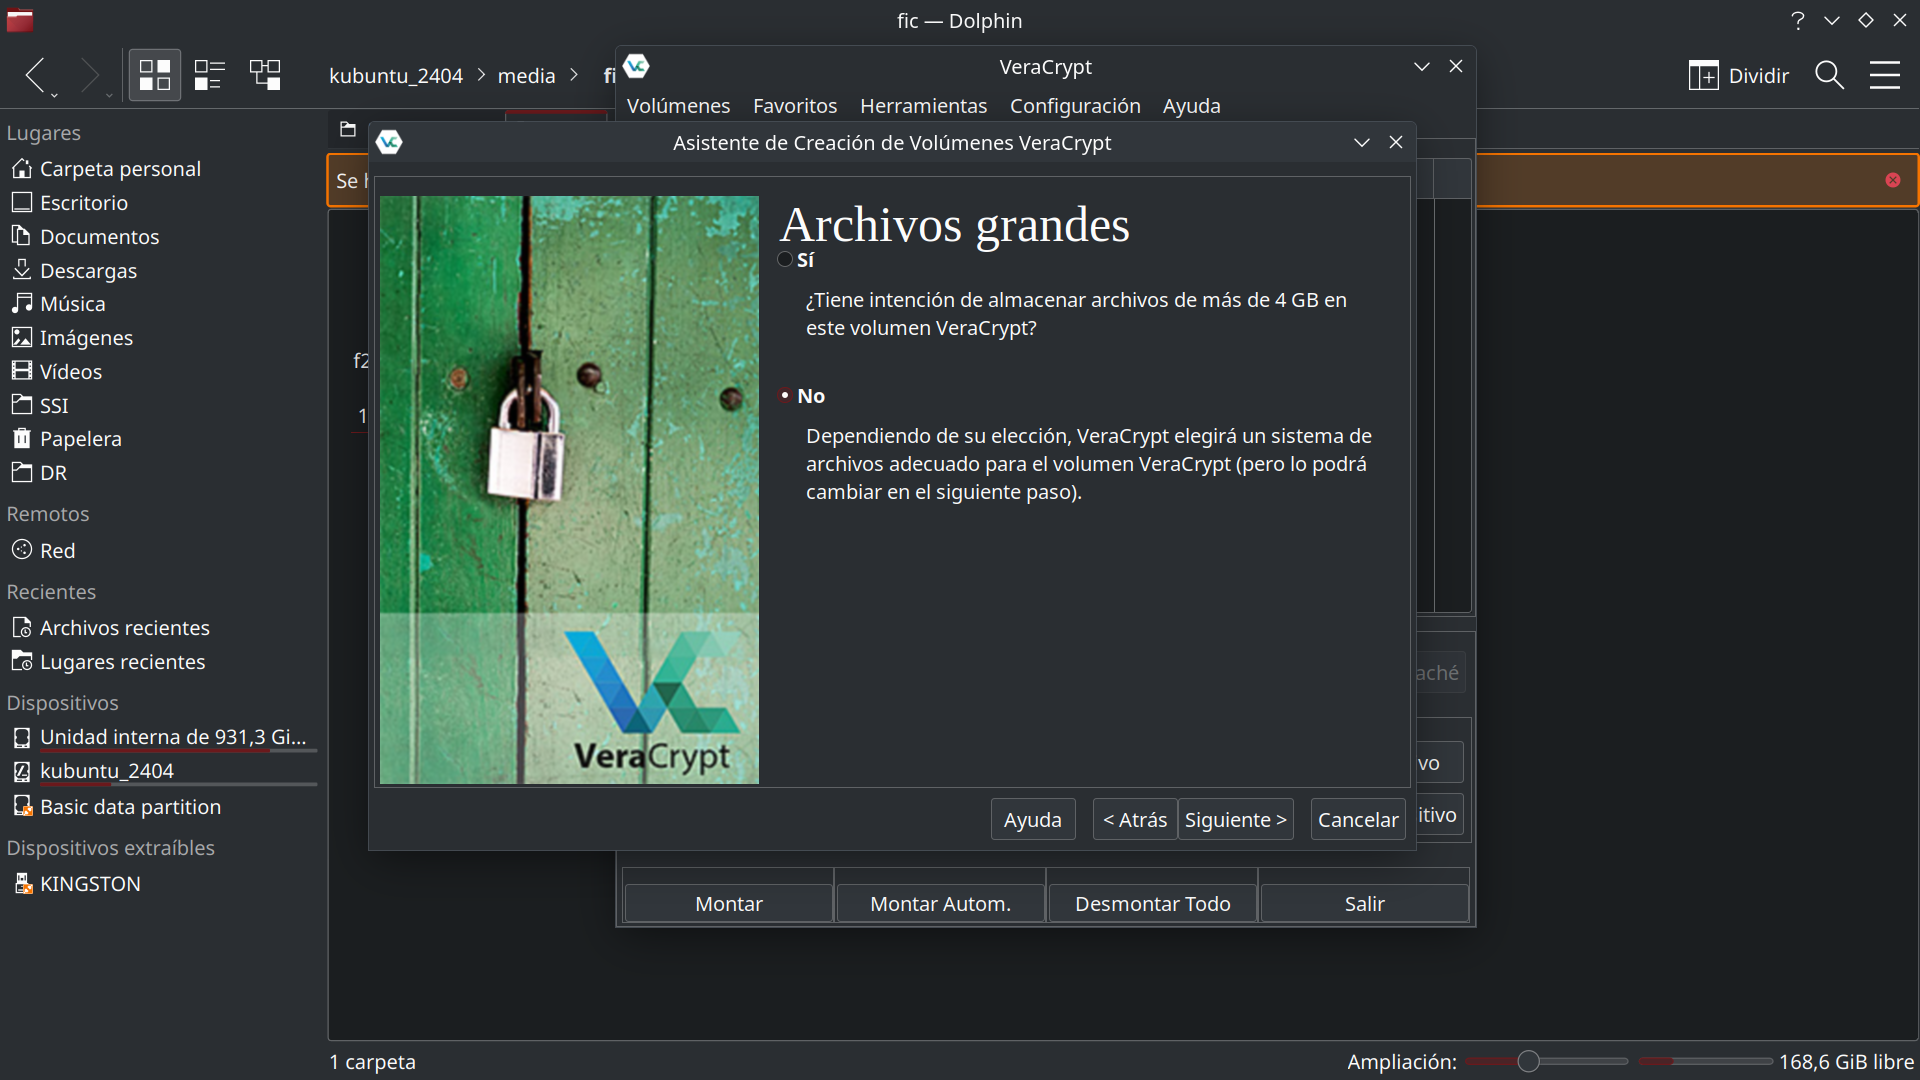 fic — Dolphin
kubuntu_2404
media
Dividir
VeraCrypt
Volúmenes Favoritos Herramientas Configuración Ayuda
Asistente de Creación de Volúmenes VeraCrypt
Lugares
Carpeta personal
Escritorio
Documentos
Descargas
Música
Imágenes
Vídeos
SSI
Papelera
DR
Remotos
Red
Recientes
Archivos recientes
Lugares recientes
Dispositivos
Unidad interna de 931,3 Gi...
kubuntu_2404
Basic data partition
Dispositivos extraíbles
KINGSTON
Se
Archivos grandes
Sí
¿Tiene intención de almacenar archivos de más de 4 GB en
este volumen VeraCrypt?
No
Dependiendo de su elección, VeraCrypt elegirá un sistema de
archivos adecuado para el volumen VeraCrypt (pero lo podrá
cambiar en el siguiente paso).
VeraCrypt
Ayuda
< Atrás
Siguiente >
Cancelar
Montar
Montar Autom.
Desmontar Todo
Salir
1 carpeta
Ampliación:
168,6 GiB libre